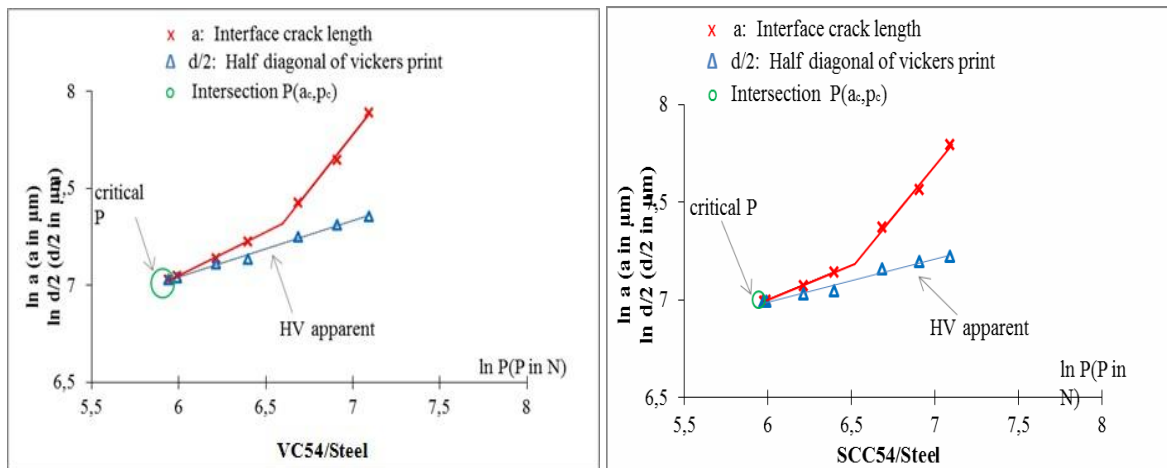 a: Interface crack length
d/2: Half diagonal of vickers print
Intersection P(ac,pc)
8
7,5
7
6,5
ln a (a in µm)
ln d/2 (d/2 in µm)
critical
P
HV apparent
ln P(P in N)
5,5 6 6,5 7 7,5 8
VC54/Steel
a: Interface crack length
d/2: Half diagonal of vickers print
Intersection P(ac,pc)
8
7,5
7
6,5
ln a (a in µm)
ln d/2 (d/2 in µm)
critical P
HV apparent
ln P(P in
N)
5,5 6 6,5 7 7,5 8
SCC54/Steel